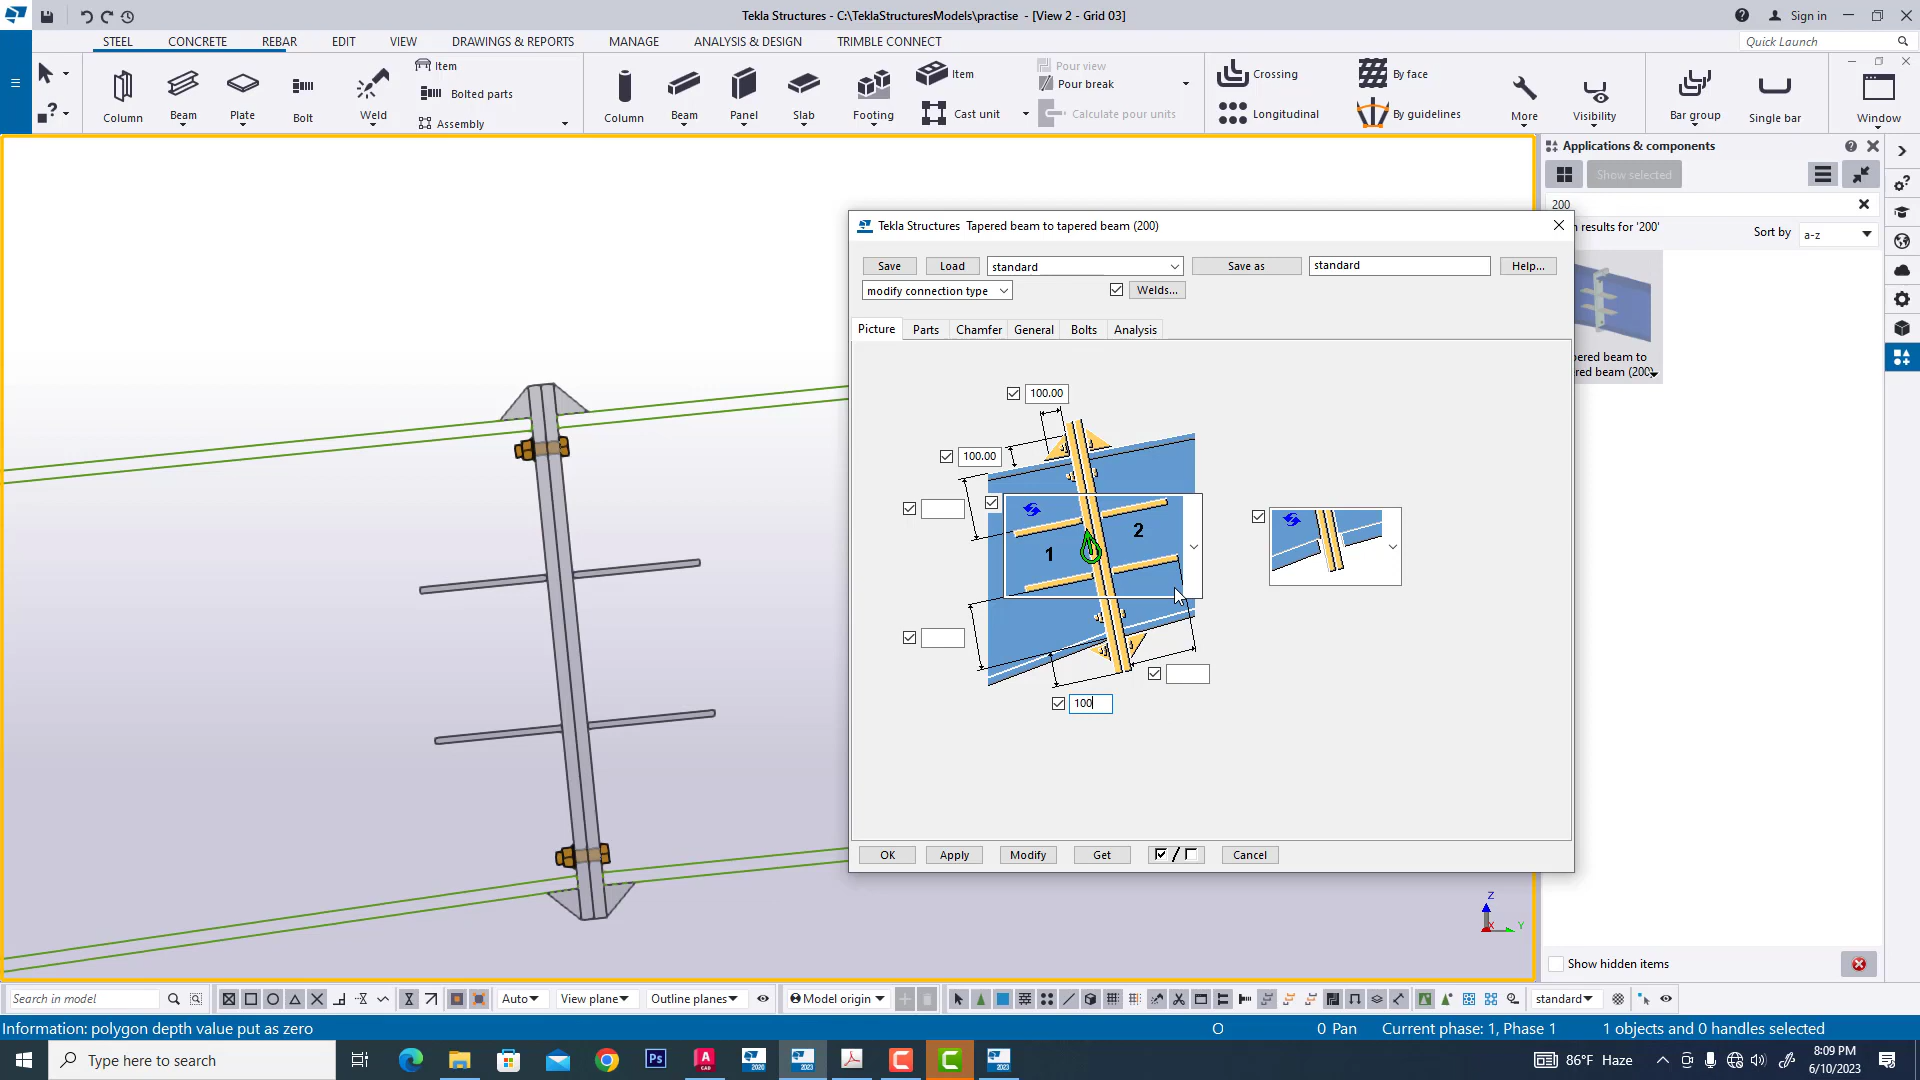 Tekla Structures - C:\TeklaStructuresModels\practise - [View 2 - Grid 03]
Sign in
STEEL CONCRETE REBAR EDIT VIEW DRAWINGS & REPORTS MANAGE ANALYSIS & DESIGN TRIMBLE CONNECT
Quick Launch
Column Beam Plate Bolt Weld
Item
Bolted parts
Assembly
Column Beam Panel Slab Footing
Item
Cast unit
Pour view
Pour break
Calculate pour units
Crossing
Longitudinal
By face
By guidelines
More Visibility Bar group Single bar Window
Applications & components
Show selected
200
n results for '200'
Sort by a-z
pered beam to
ered beam (200)
Show hidden items
Tekla Structures Tapered beam to tapered beam (200)
Save Load standard Save as standard Help...
modify connection type Welds...
Picture Parts Chamfer General Bolts Analysis
100.00
100.00
2
1
100
OK Apply Modify Get / Cancel
Z
Y
X
Search in model
Auto View plane Outline planes Model origin standard
Information: polygon depth value put as zero
O 0 Pan Current phase: 1, Phase 1 1 objects and 0 handles selected
Type here to search
Ps
A
CAD
2020
2023
2023
86°F Haze
8:09 PM
6/10/2023